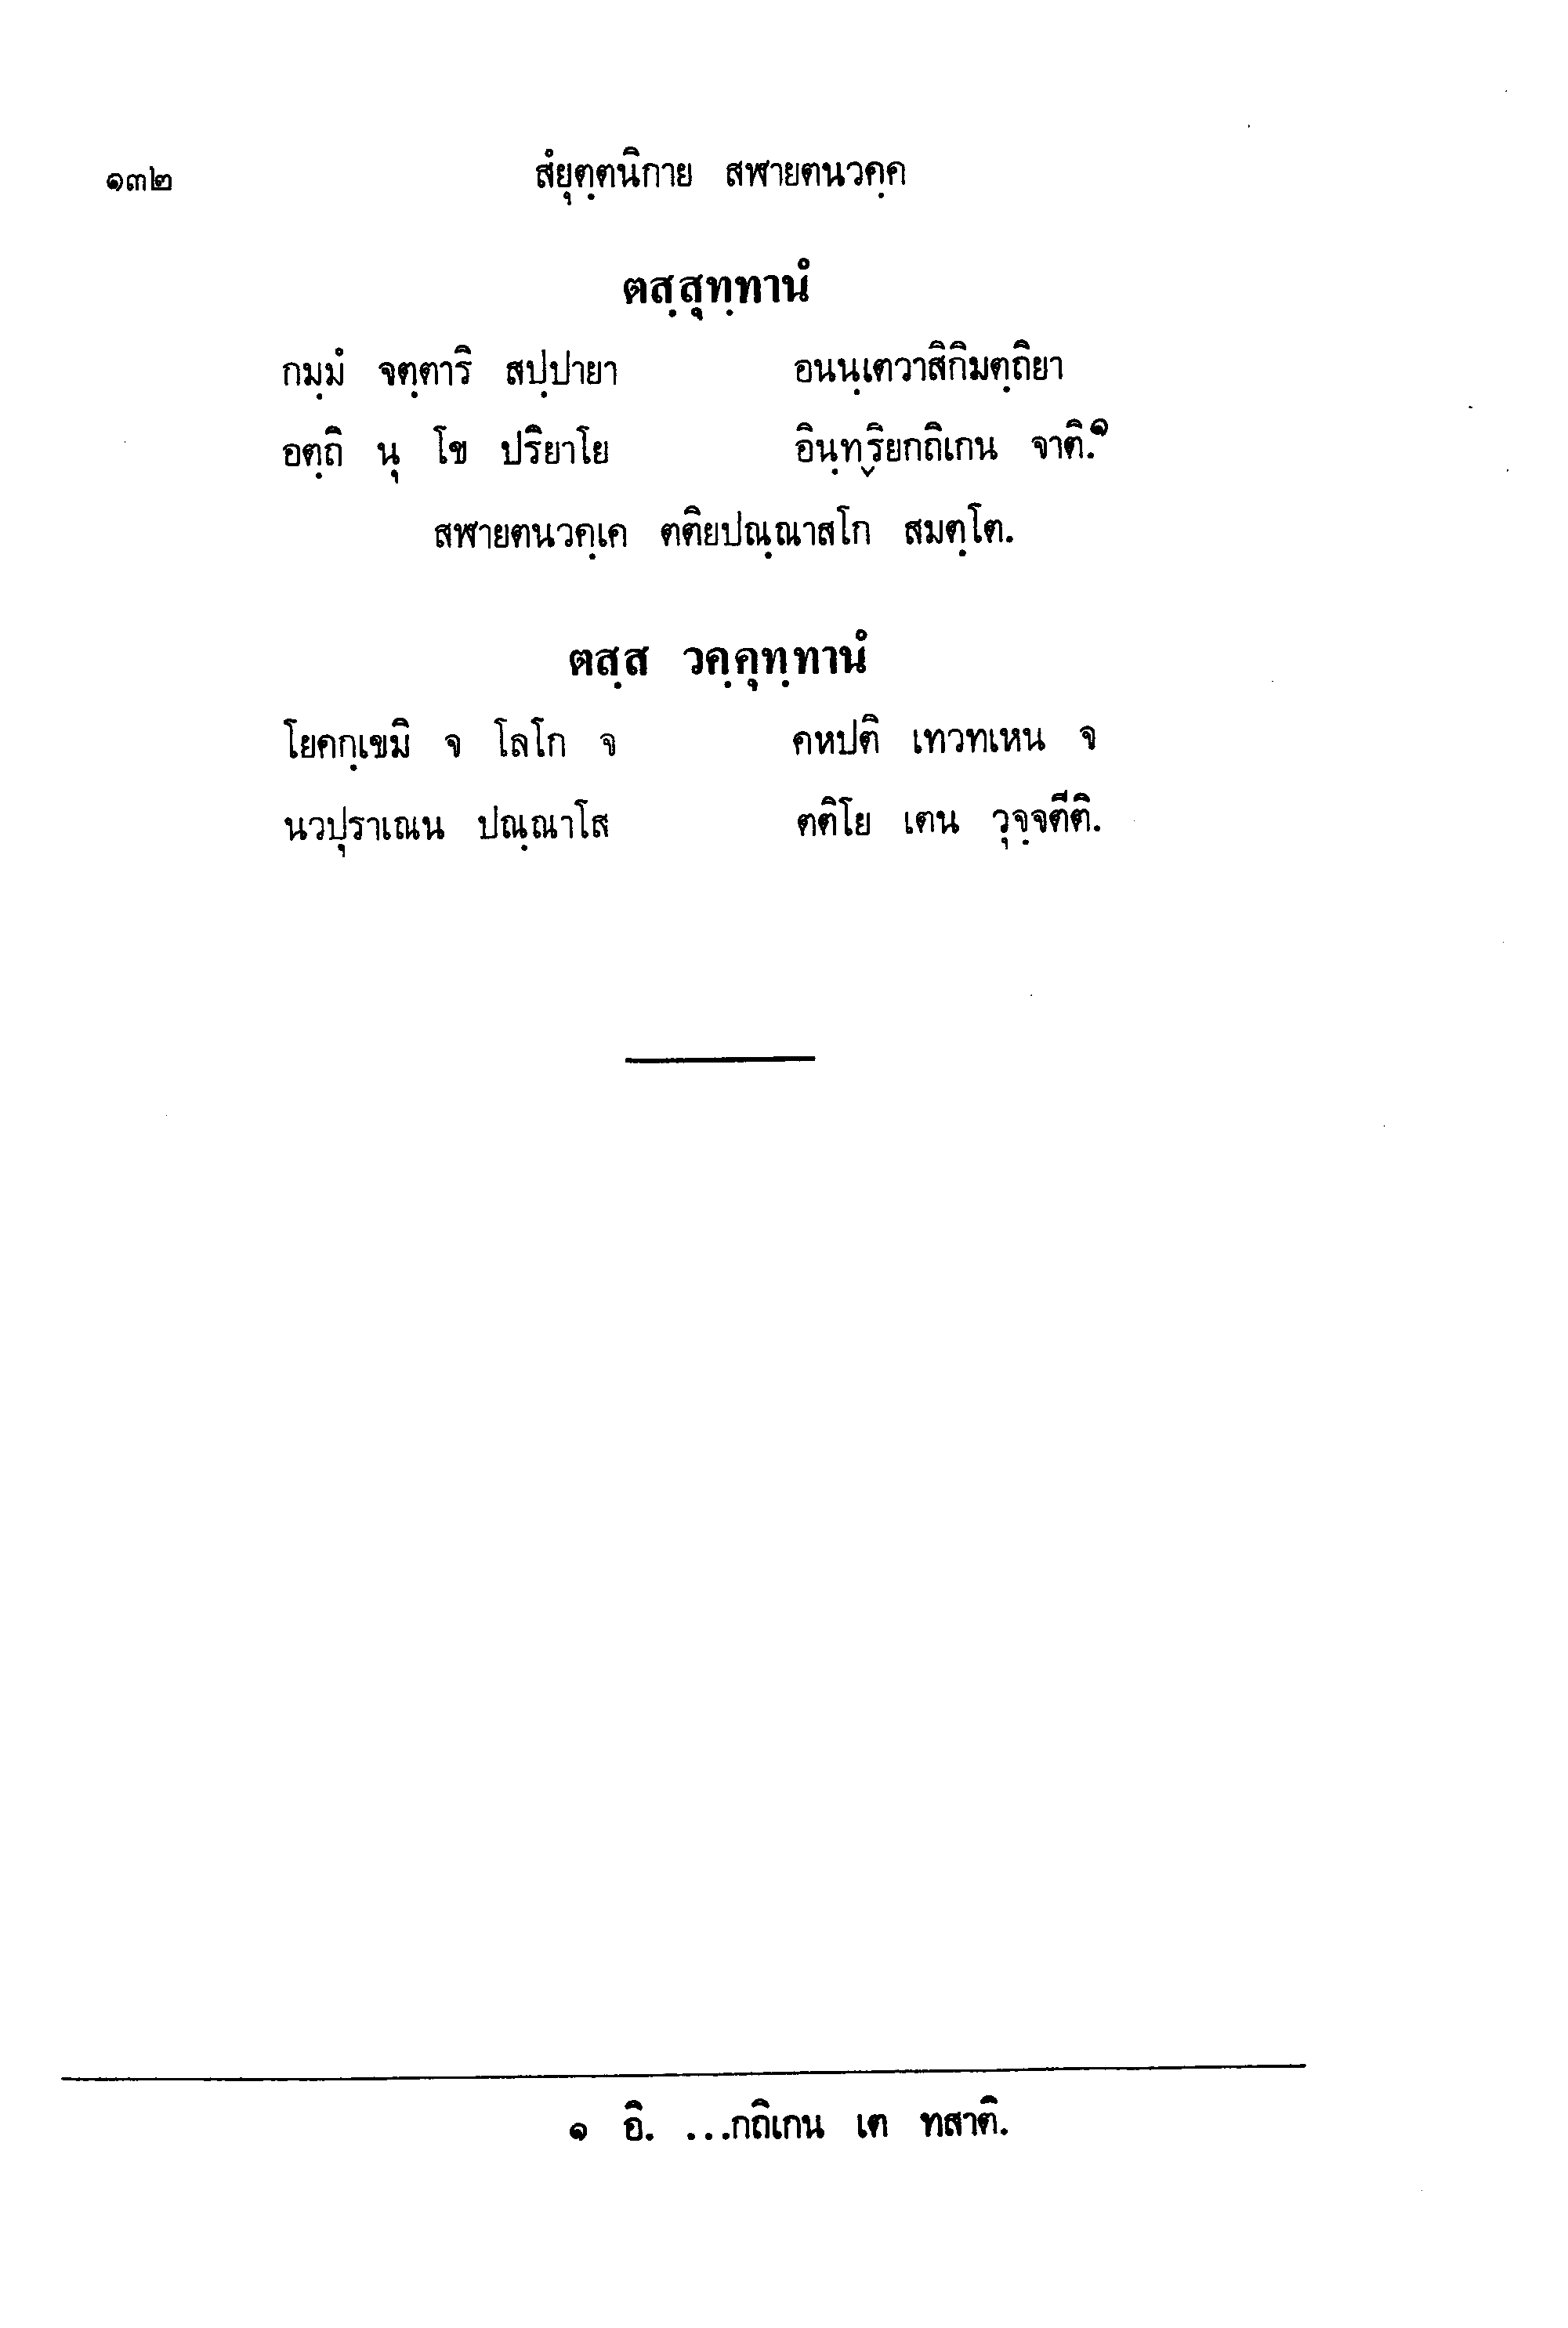 ๑๓๒ สํยุตฺตนิกาย สฬายตนวคฺค
ตสฺสุทฺทานํ
กมฺมํ จตฺตาริ สปฺปายา อนนฺเตวาสิกิมตฺถิยา
อตฺถิ นุ โข ปริยาโย อินฺทฺริยกถิเกน จาติ.๑
สฬายตนวคฺเค ตติยปณฺณาสโก สมตฺโต.
ตสฺส วคฺคุทฺทานํ
โยคกฺเขมิ จ โลโก จ คหปติ เทวทเหน จ
นวปุราเณน ปณฺณาโส ตติโย เตน วุจฺจตีติ.
๑ อิ. ...กถิเกน เต ทสาติ.